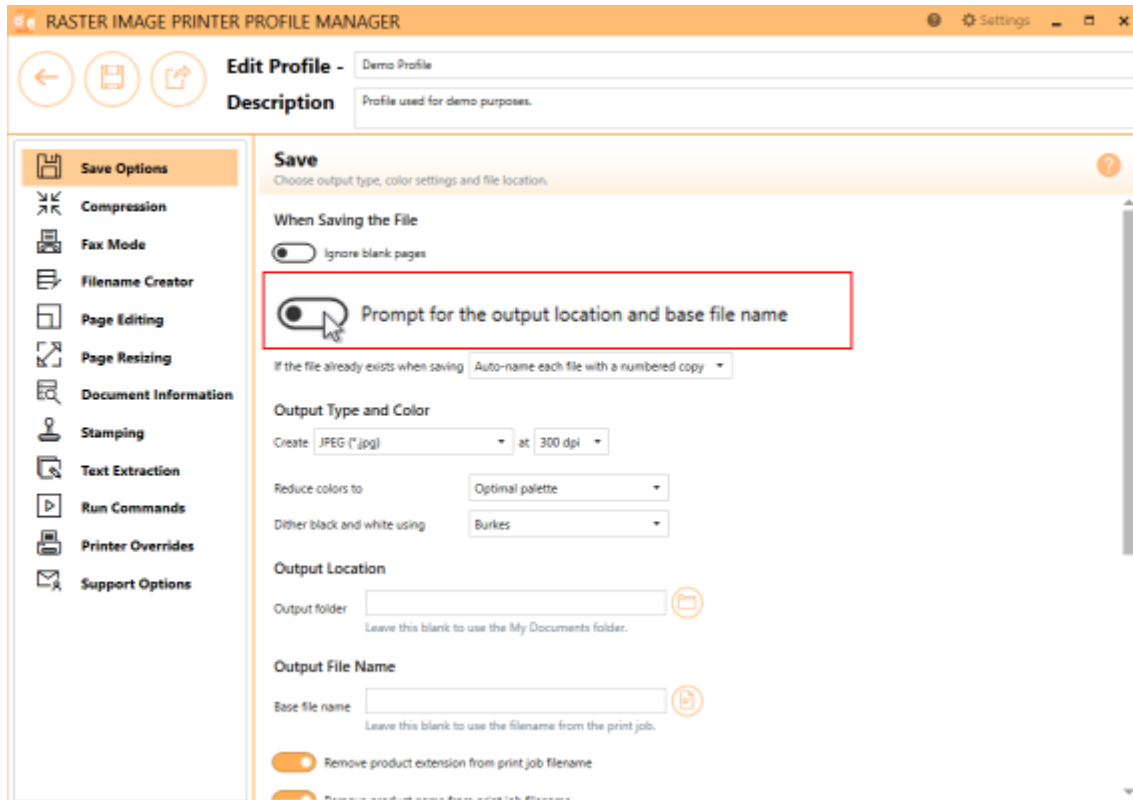 RASTER IMAGE PRINTER PROFILE MANAGER
Settings
Edit Profile - Demo Profile
Description Profile used for demo purposes.
Save Options
Compression
Fax Mode
Filename Creator
Page Editing
Page Resizing
Document Information
Stamping
Text Extraction
Run Commands
Printer Overrides
Support Options
Save
Choose output type, color settings and file location.
When Saving the File
Ignore blank pages
Prompt for the output location and base file name
If the file already exists when saving Auto-name each file with a numbered copy
Output Type and Color
Create JPEG (*.jpg) at 300 dpi
Reduce colors to Optimal palette
Dither black and white using Burkes
Output Location
Output folder
Leave this blank to use the My Documents folder.
Output File Name
Base file name
Leave this blank to use the filename from the print job.
Remove product extension from print job filename
Remove product name from print job filename